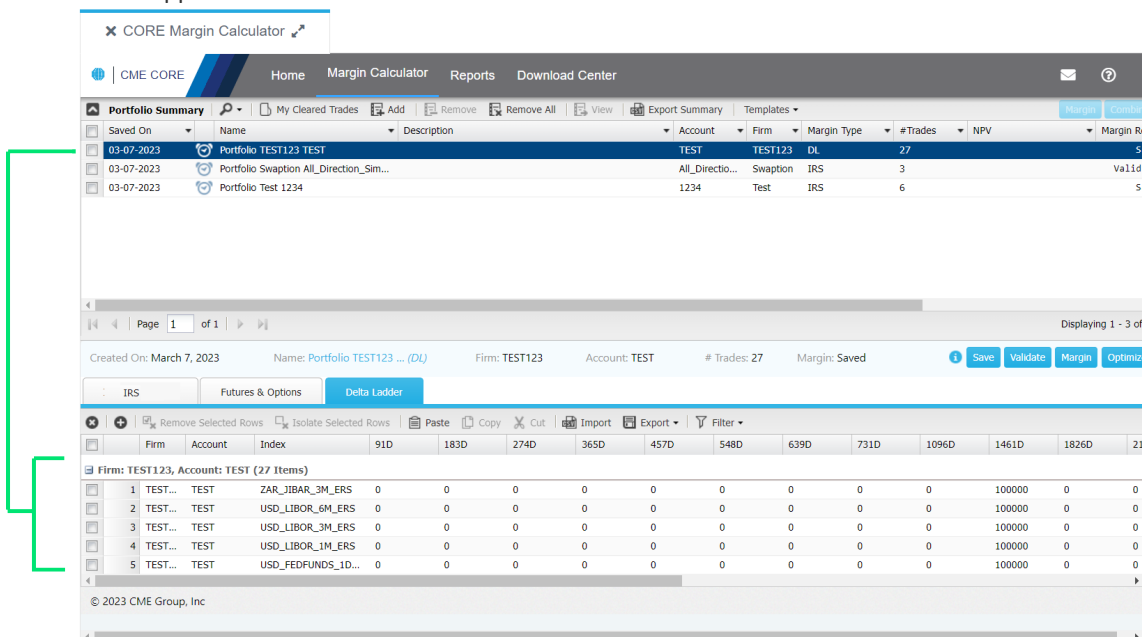 CORE Margin Calculator
CME CORE Home Margin Calculator Reports Download Center
Portfolio Summary My Cleared Trades Add Remove Remove All View Export Summary Templates Margin
Saved On Name Description Account Firm Margin Type #Trades NPV Margin
03-07-2023 Portfolio TEST123 TEST TEST TEST123 DL 27 S
03-07-2023 Portfolio Swaption All_Direction_Sim... All_Directio... Swaption IRS 3 Valid
03-07-2023 Portfolio Test 1234 1234 Test IRS 6 S
Page 1 of 1 Displaying 1 - 3 of
Created On: March 7, 2023 Name: Portfolio TEST123 ... (DL) Firm: TEST123 Account: TEST # Trades: 27 Margin: Saved Save Validate Margin Optimiz
IRS Futures & Options Delta Ladder
Remove Selected Rows Isolate Selected Rows Paste Copy Cut Import Export Filter
Firm Account Index 91D 183D 274D 365D 457D 548D 639D 731D 1096D 1461D 1826D 21
Firm: TEST123, Account: TEST (27 Items)
1 TEST... TEST ZAR_JIBAR_3M_ERS 0 0 0 0 0 0 0 0 0 100000 0 0
2 TEST... TEST USD_LIBOR_6M_ERS 0 0 0 0 0 0 0 0 0 100000 0 0
3 TEST... TEST USD_LIBOR_3M_ERS 0 0 0 0 0 0 0 0 0 100000 0 0
4 TEST... TEST USD_LIBOR_1M_ERS 0 0 0 0 0 0 0 0 0 100000 0 0
5 TEST... TEST USD_FEDFUNDS_1D... 0 0 0 0 0 0 0 0 0 100000 0 0
© 2023 CME Group, Inc